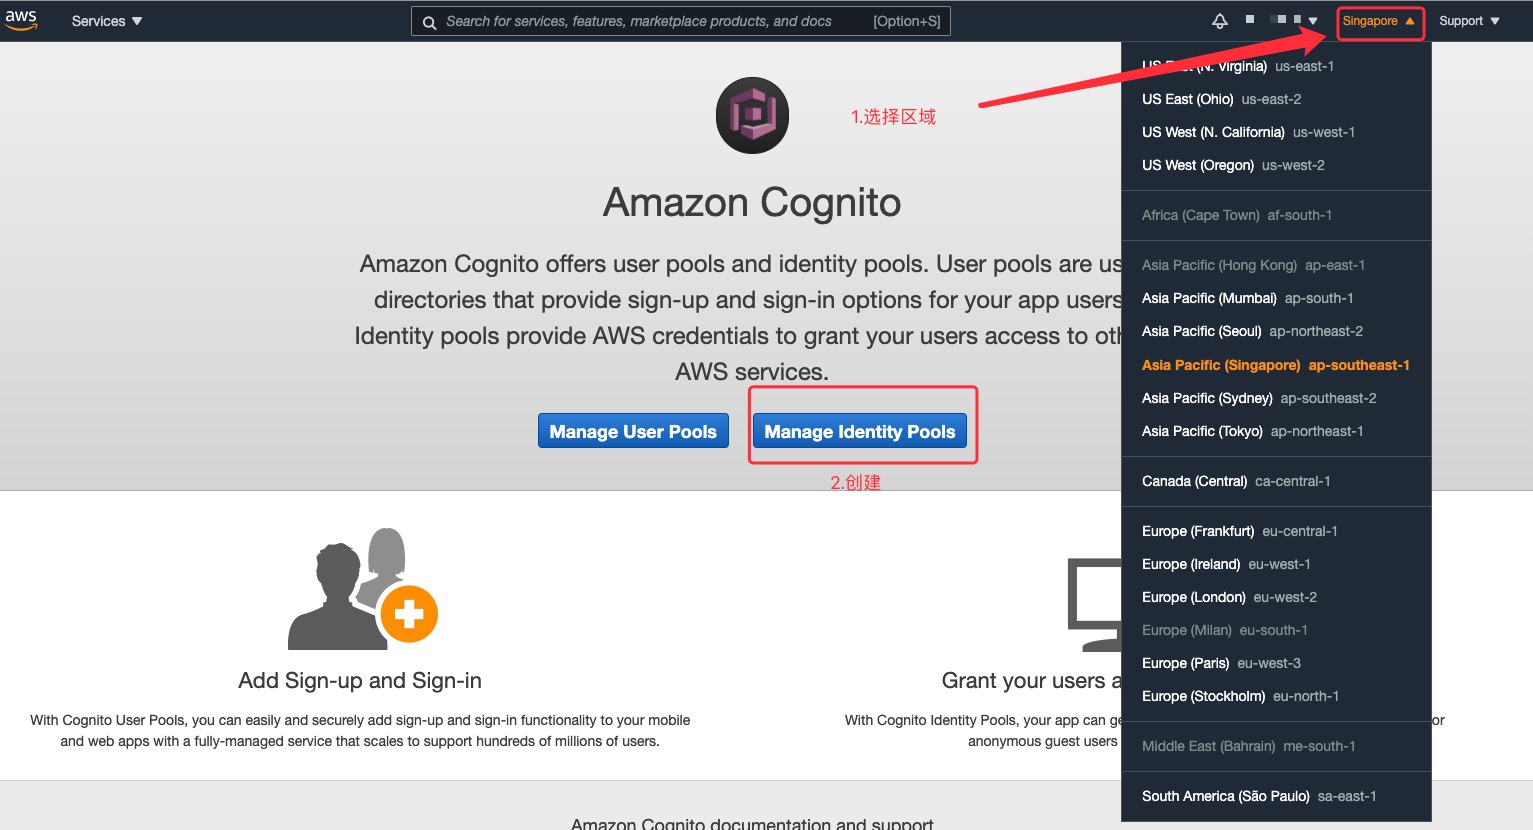 aws
Services
Search for services, features, marketplace products, and docs [Option+S]
Singapore
Support
1.选择区域
Amazon Cognito
Amazon Cognito offers user pools and identity pools. User pools are us
directories that provide sign-up and sign-in options for your app users
Identity pools provide AWS credentials to grant your users access to oth
AWS services.
Manage User Pools
Manage Identity Pools
2.创建
Add Sign-up and Sign-in
With Cognito User Pools, you can easily and securely add sign-up and sign-in functionality to your mobile
and web apps with a fully-managed service that scales to support hundreds of millions of users.
Grant your users a
With Cognito Identity Pools, your app can ge
or
anonymous guest users
Amazon Cognito documentation and support
US East (N. Virginia) us-east-1
US East (Ohio) us-east-2
US West (N. California) us-west-1
US West (Oregon) us-west-2
Africa (Cape Town) af-south-1
Asia Pacific (Hong Kong) ap-east-1
Asia Pacific (Mumbai) ap-south-1
Asia Pacific (Seoul) ap-northeast-2
Asia Pacific (Singapore) ap-southeast-1
Asia Pacific (Sydney) ap-southeast-2
Asia Pacific (Tokyo) ap-northeast-1
Canada (Central) ca-central-1
Europe (Frankfurt) eu-central-1
Europe (Ireland) eu-west-1
Europe (London) eu-west-2
Europe (Milan) eu-south-1
Europe (Paris) eu-west-3
Europe (Stockholm) eu-north-1
Middle East (Bahrain) me-south-1
South America (São Paulo) sa-east-1